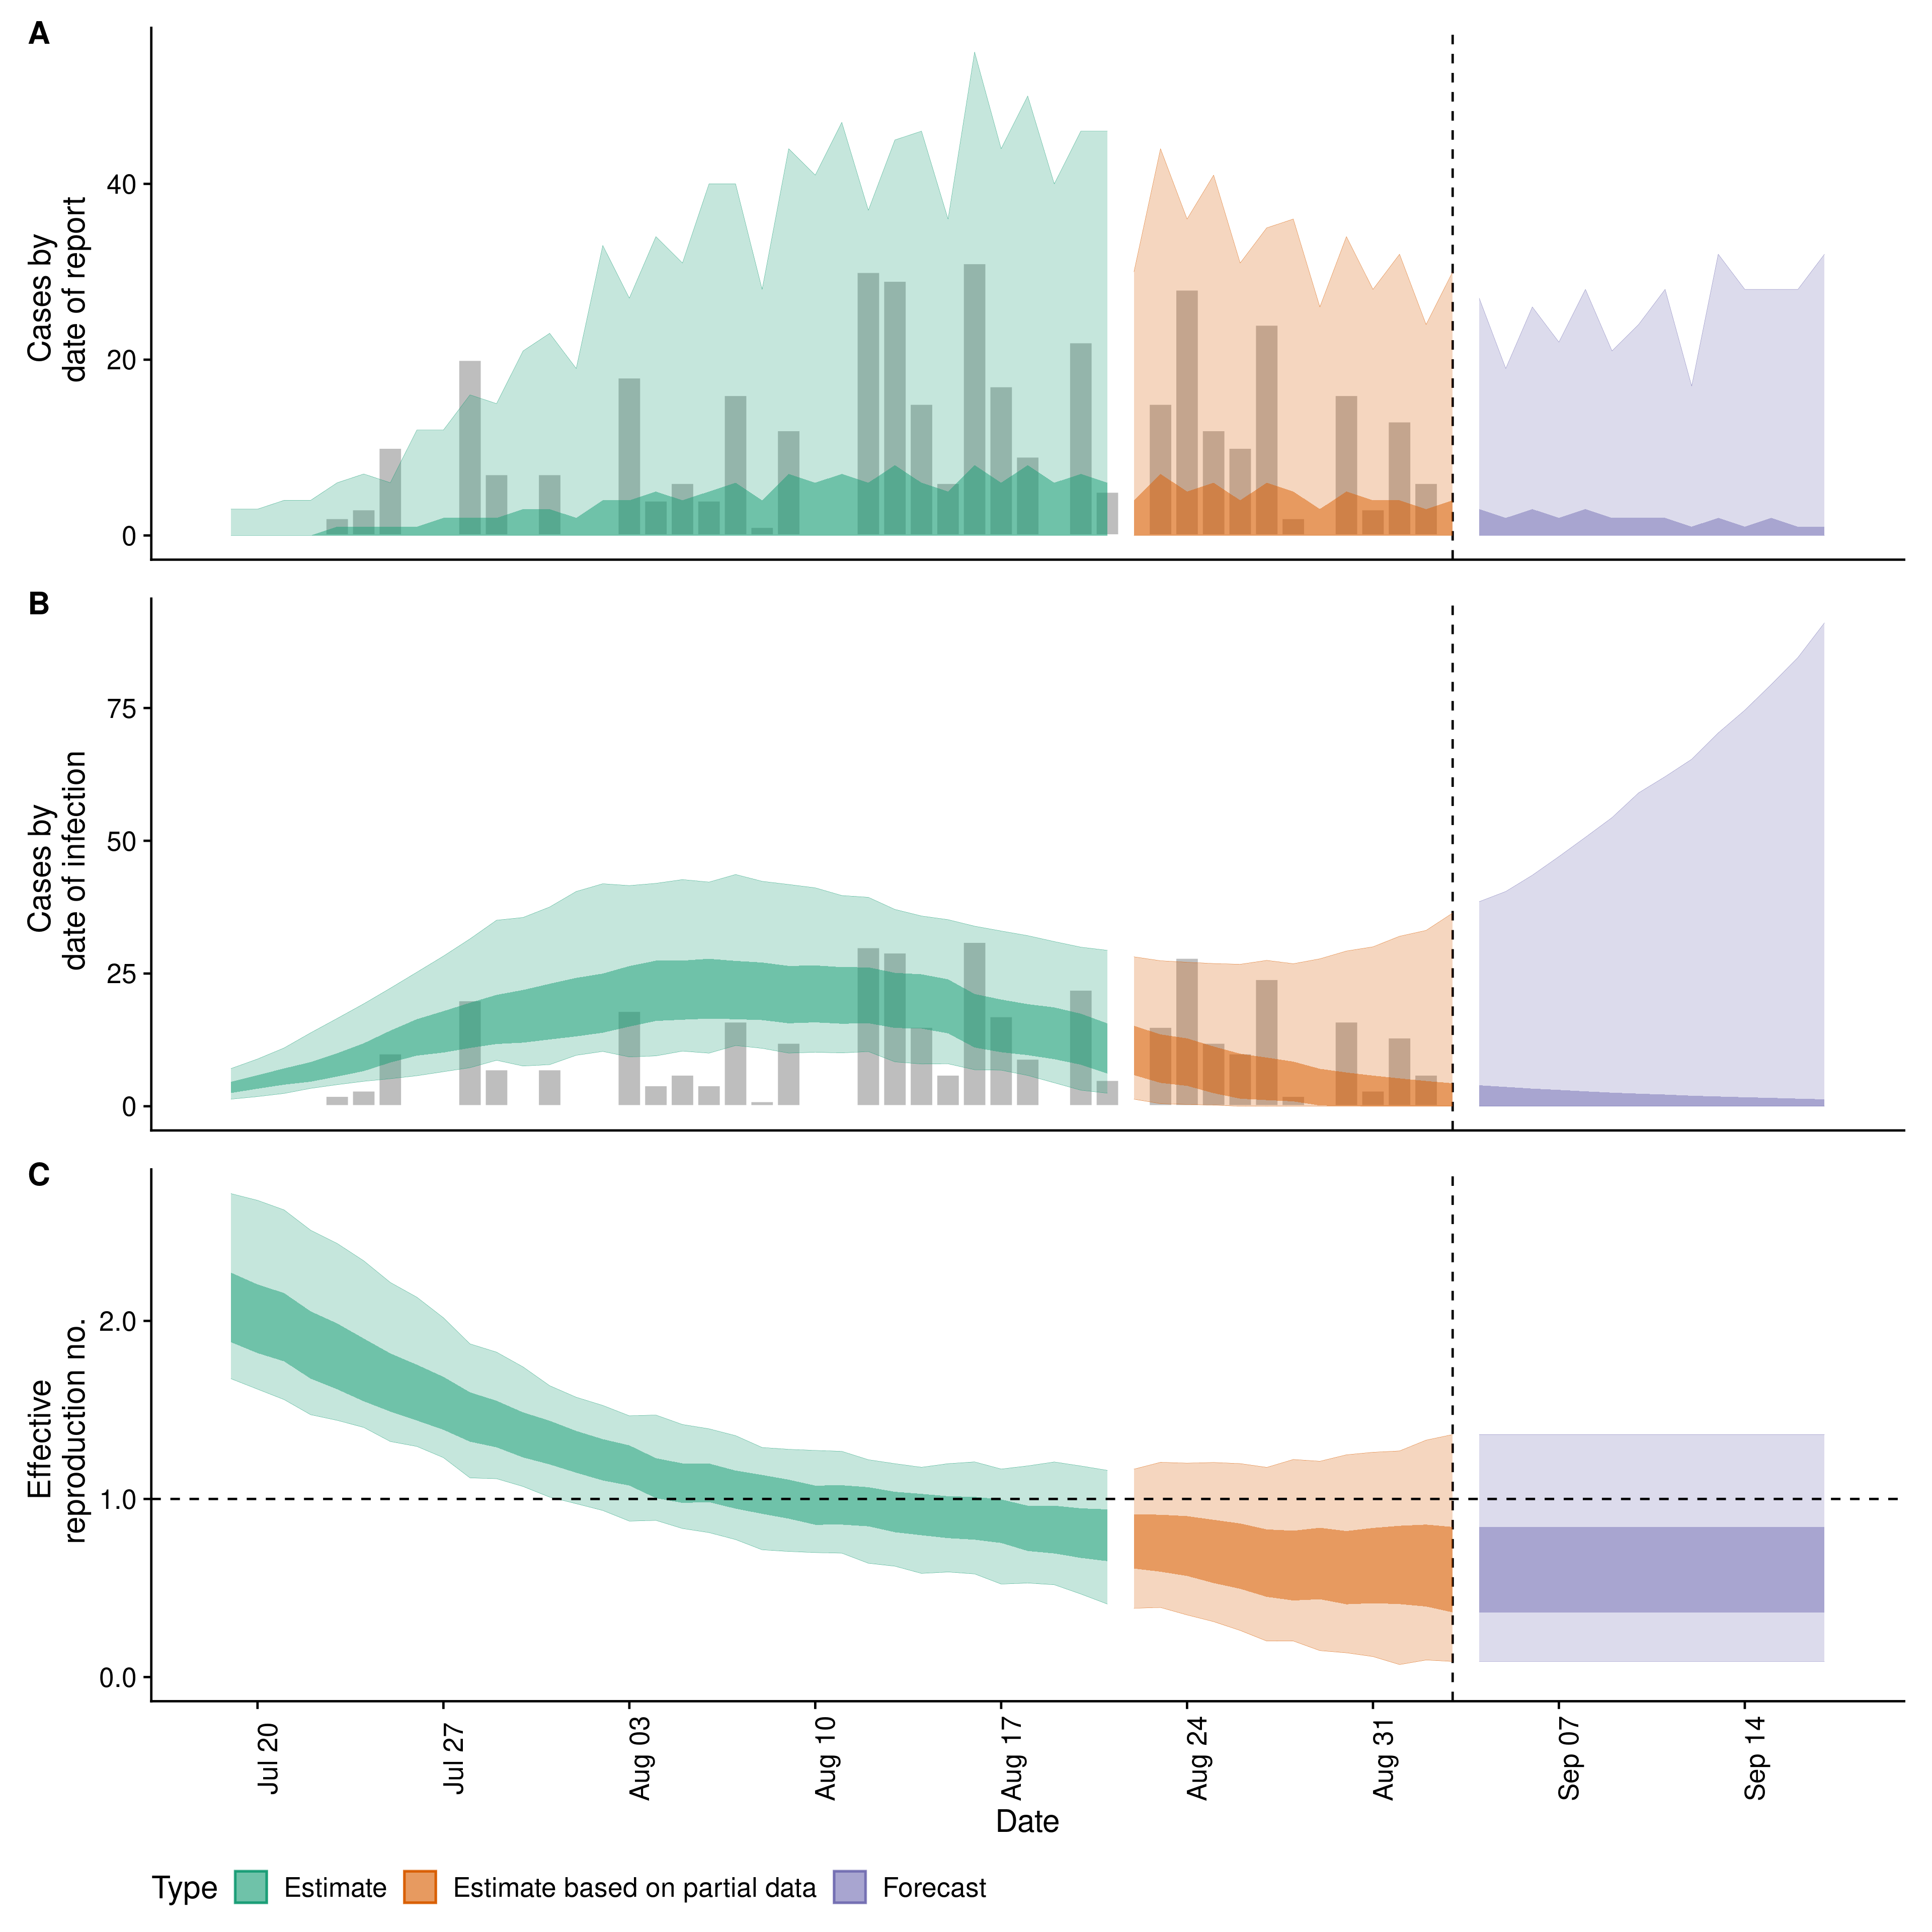 A
Cases by
date of report
40
20
0
B
Cases by
date of infection
75
50
25
0
C
Effective
reproduction no.
2.0
1.0
0.0
Jul 20
Jul 27
Aug 03
Aug 10
Aug 17
Aug 24
Aug 31
Sep 07
Sep 14
Date
Type Estimate Estimate based on partial data Forecast